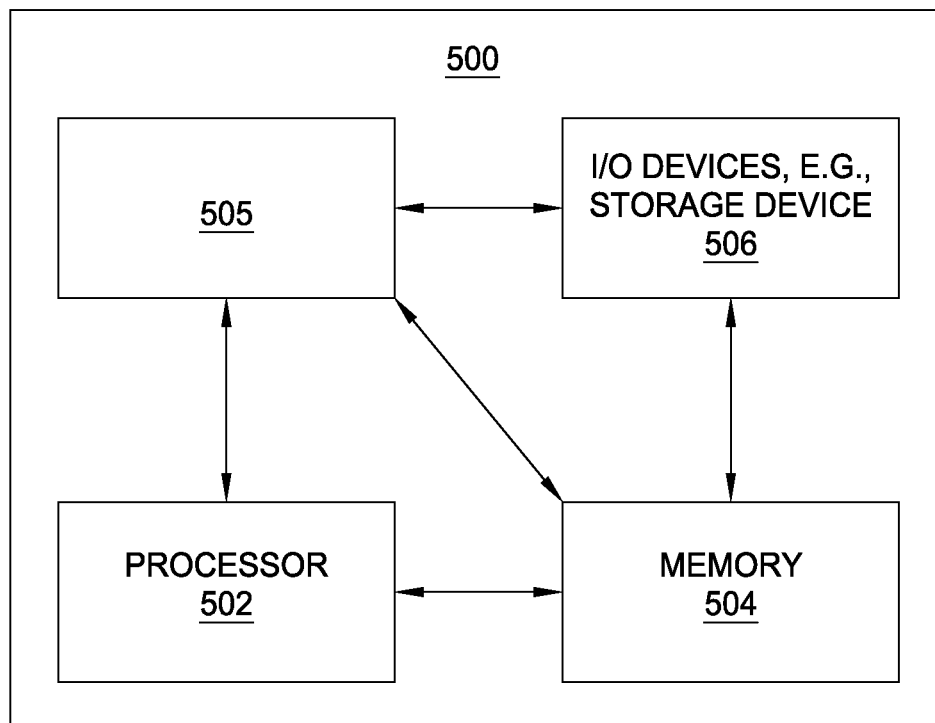 500
505
I/O DEVICES, E.G.,
STORAGE DEVICE
506
PROCESSOR
502
MEMORY
504